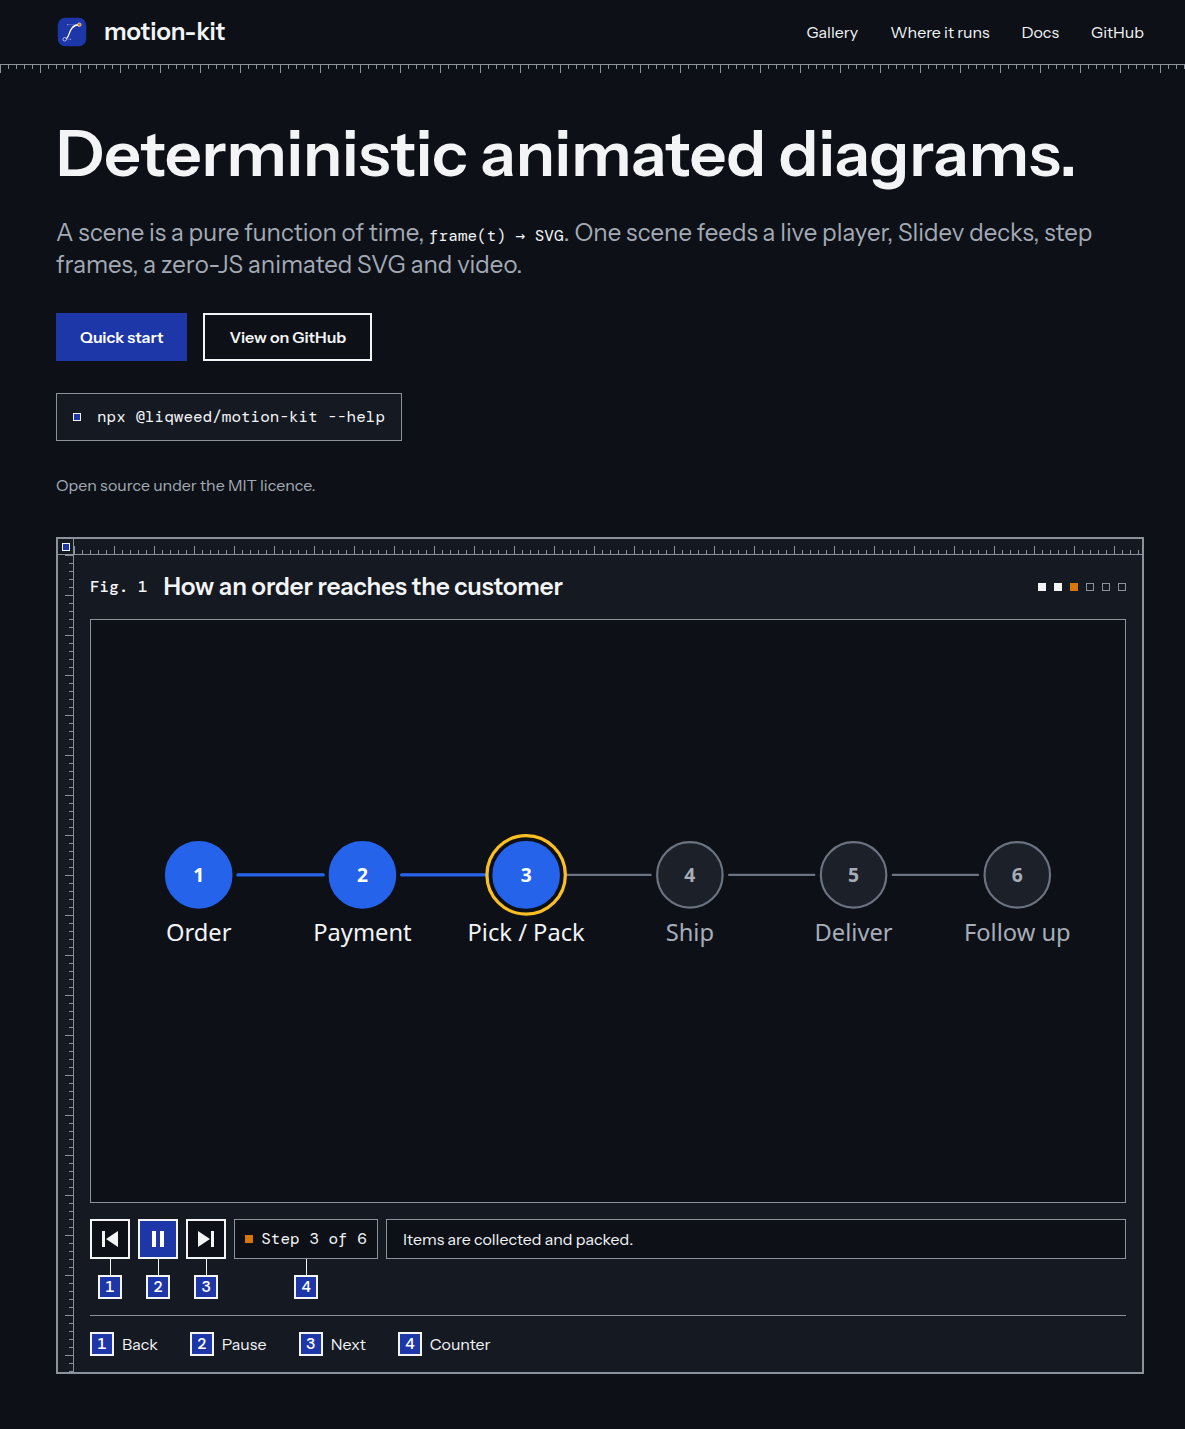 motion-kit
Gallery Where it runs Docs GitHub
Deterministic animated diagrams.
A scene is a pure function of time, frame(t) → SVG. One scene feeds a live player, Slidev decks, step
frames, a zero-JS animated SVG and video.
Quick start View on GitHub
npx @liqweed/motion-kit --help
Open source under the MIT licence.
Fig. 1 How an order reaches the customer
1 2 3 4 5 6
Order Payment Pick / Pack Ship Deliver Follow up
Step 3 of 6 Items are collected and packed.
1 2 3 4
1 Back 2 Pause 3 Next 4 Counter